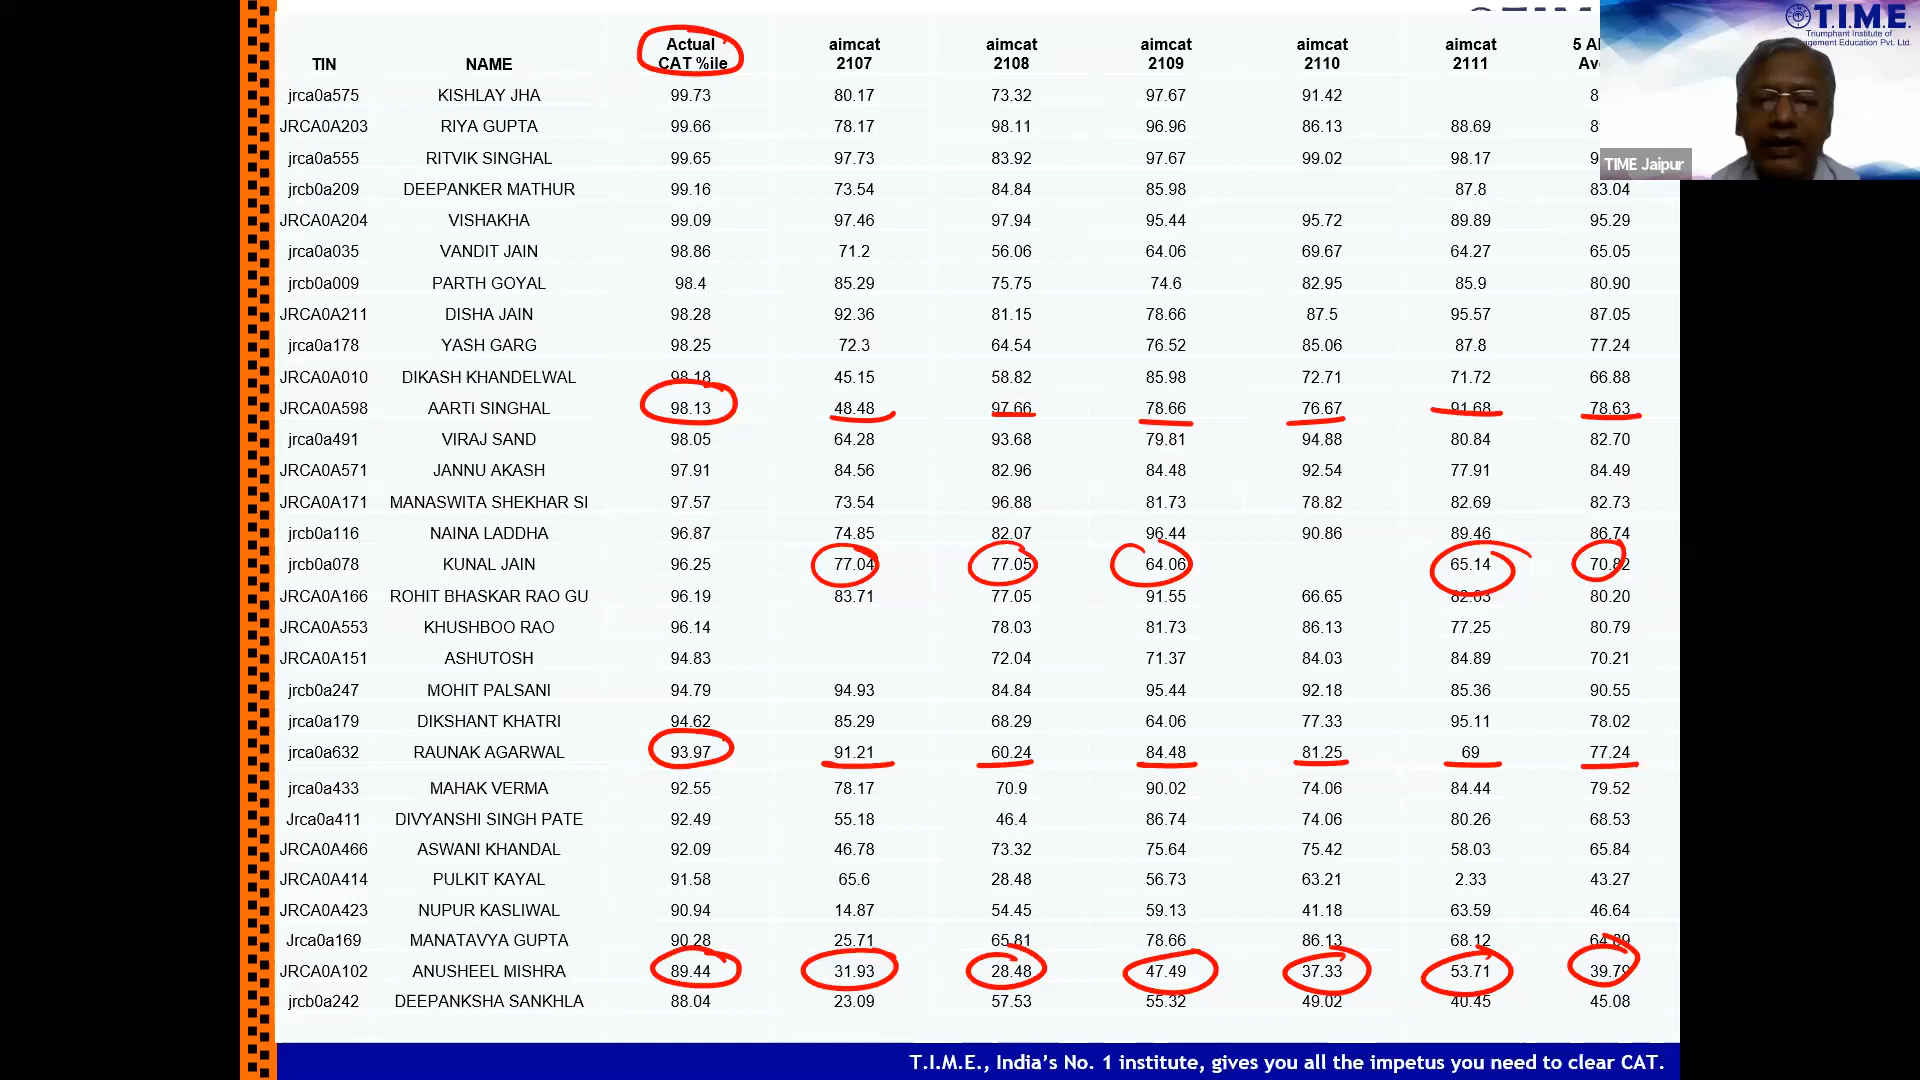 T.I.M.E.
Triumphant Institute of
agement Education Pvt. Ltd.
TIME Jaipur
TIN NAME Actual CAT %ile aimcat 2107 aimcat 2108 aimcat 2109 aimcat 2110 aimcat 2111 5
jrca0a575 KISHLAY JHA 99.73 80.17 73.32 97.67 91.42 8
JRCA0A203 RIYA GUPTA 99.66 78.17 98.11 96.96 86.13 88.69
jrca0a555 RITVIK SINGHAL 99.65 97.73 83.92 97.67 99.02 98.17 9
jrcb0a209 DEEPANKER MATHUR 99.16 73.54 84.84 85.98 87.8 83.04
JRCA0A204 VISHAKHA 99.09 97.46 97.94 95.44 95.72 89.89 95.29
jrca0a035 VANDIT JAIN 98.86 71.2 56.06 64.06 69.67 64.27 65.05
jrcb0a009 PARTH GOYAL 98.4 85.29 75.75 74.6 82.95 85.9 80.90
JRCA0A211 DISHA JAIN 98.28 92.36 81.15 78.66 87.5 95.57 87.05
jrca0a178 YASH GARG 98.25 72.3 64.54 76.52 85.06 87.8 77.24
JRCA0A010 DIKASH KHANDELWAL 98.18 45.15 58.82 85.98 72.71 71.72 66.88
JRCA0A598 AARTI SINGHAL 98.13 48.48 97.66 78.66 76.67 91.68 78.63
jrca0a491 VIRAJ SAND 98.05 64.28 93.68 79.81 94.88 80.84 82.70
JRCA0A571 JANNU AKASH 97.91 84.56 82.96 84.48 92.54 77.91 84.49
JRCA0A171 MANASWITA SHEKHAR SI 97.57 73.54 96.88 81.73 78.82 82.69 82.73
jrcb0a116 NAINA LADDHA 96.87 74.85 82.07 96.44 90.86 89.46 86.74
jrcb0a078 KUNAL JAIN 96.25 77.04 77.05 64.06 65.14 70.82
JRCA0A166 ROHIT BHASKAR RAO GU 96.19 83.71 77.05 91.55 66.65 82.03 80.20
JRCA0A553 KHUSHBOO RAO 96.14 78.03 81.73 86.13 77.25 80.79
JRCA0A151 ASHUTOSH 94.83 72.04 71.37 84.03 84.89 70.21
jrcb0a247 MOHIT PALSANI 94.79 94.93 84.84 95.44 92.18 85.36 90.55
jrca0a179 DIKSHANT KHATRI 94.62 85.29 68.29 64.06 77.33 95.11 78.02
jrca0a632 RAUNAK AGARWAL 93.97 91.21 60.24 84.48 81.25 69 77.24
jrca0a433 MAHAK VERMA 92.55 78.17 70.9 90.02 74.06 84.44 79.52
Jrca0a411 DIVYANSHI SINGH PATE 92.49 55.18 46.4 86.74 74.06 80.26 68.53
JRCA0A466 ASWANI KHANDAL 92.09 46.78 73.32 75.64 75.42 58.03 65.84
JRCA0A414 PULKIT KAYAL 91.58 65.6 28.48 56.73 63.21 2.33 43.27
JRCA0A423 NUPUR KASLIWAL 90.94 14.87 54.45 59.13 41.18 63.59 46.64
Jrca0a169 MANATAVYA GUPTA 90.28 25.71 65.81 78.66 86.13 68.12
JRCA0A102 ANUSHEEL MISHRA 89.44 31.93 28.48 47.49 37.33 53.71 39.79
jrcb0a242 DEEPANKSHA SANKHLA 88.04 23.09 57.53 55.32 49.02 40.45 45.08
T.I.M.E., India's No. 1 institute, gives you all the impetus you need to clear CAT.